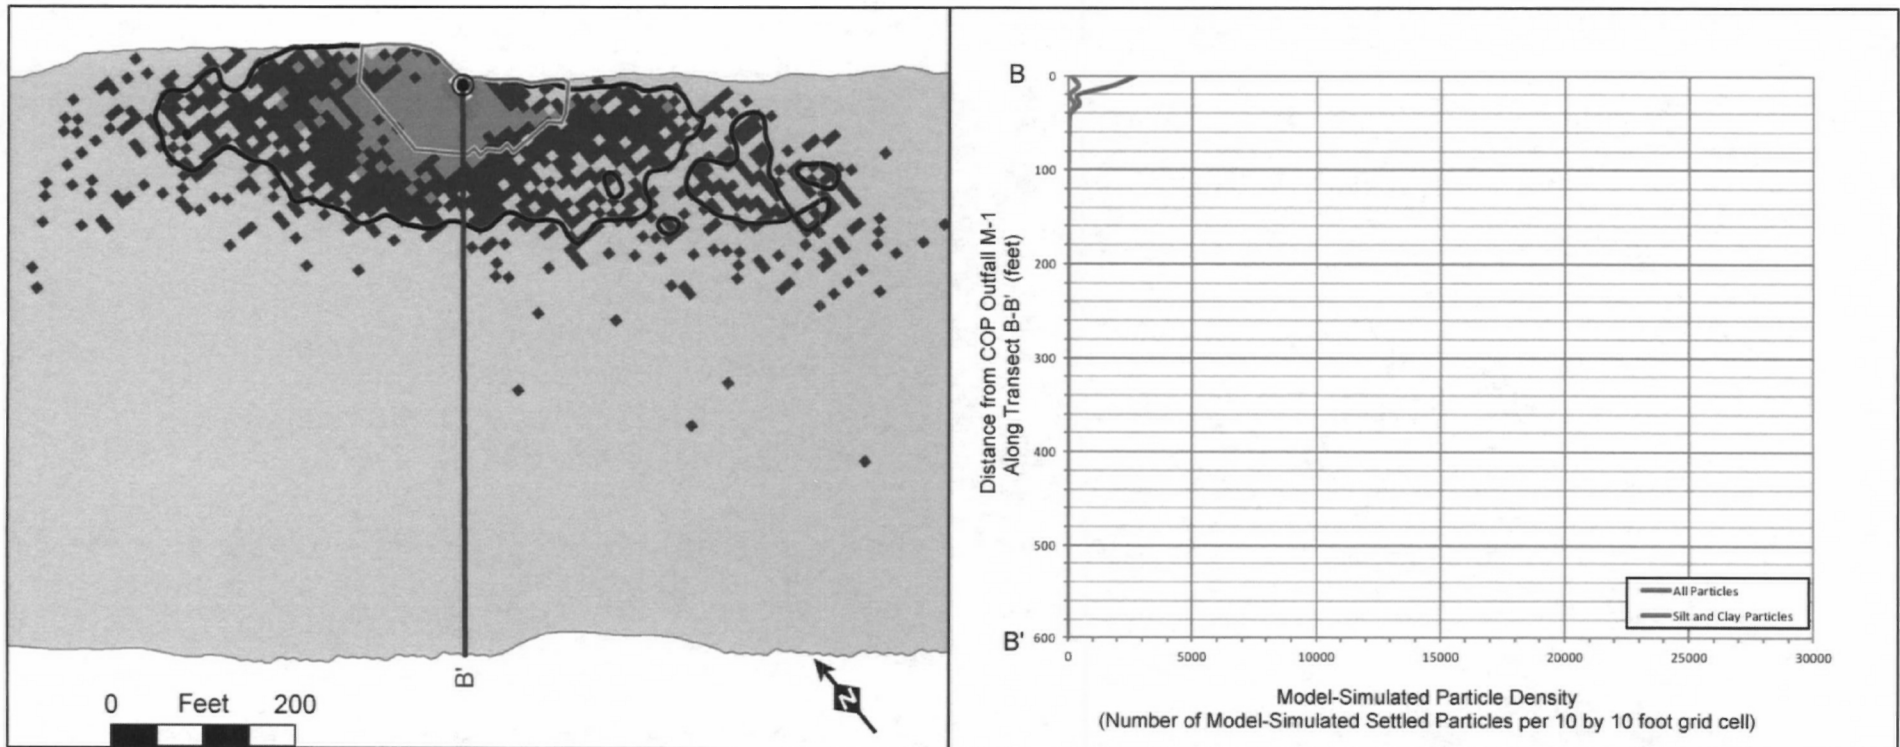 B'
0 Feet 200
N
B
0
100
200
300
400
500
600
B'
Distance from COP Outfall M-1
Along Transect B-B' (feet)
All Particles
Silt and Clay Particles
0 5000 10000 15000 20000 25000 30000
Model-Simulated Particle Density
(Number of Model-Simulated Settled Particles per 10 by 10 foot grid cell)